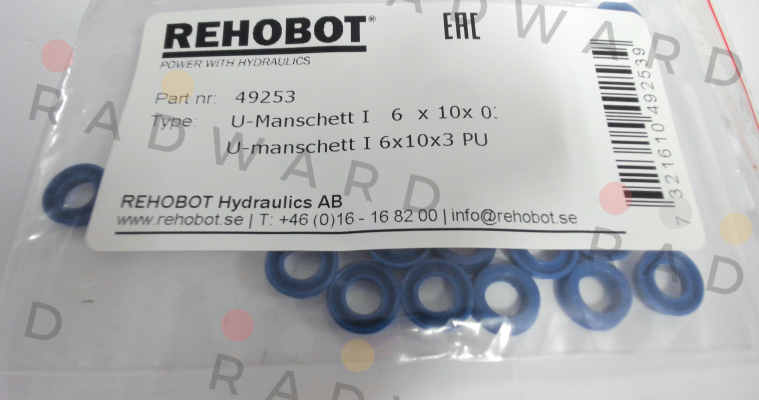 REHOBOT®
EAC
POWER WITH HYDRAULICS
Part nr: 49253
Type: U-Manschett I 6 x 10x
U-manschett I 6x10x3 PU
REHOBOT Hydraulics AB
www.rehobot.se | T: +46 (0)16 - 16 82 00 | info@rehobot.se
7 321610 492539
RADWARD
RADWARD